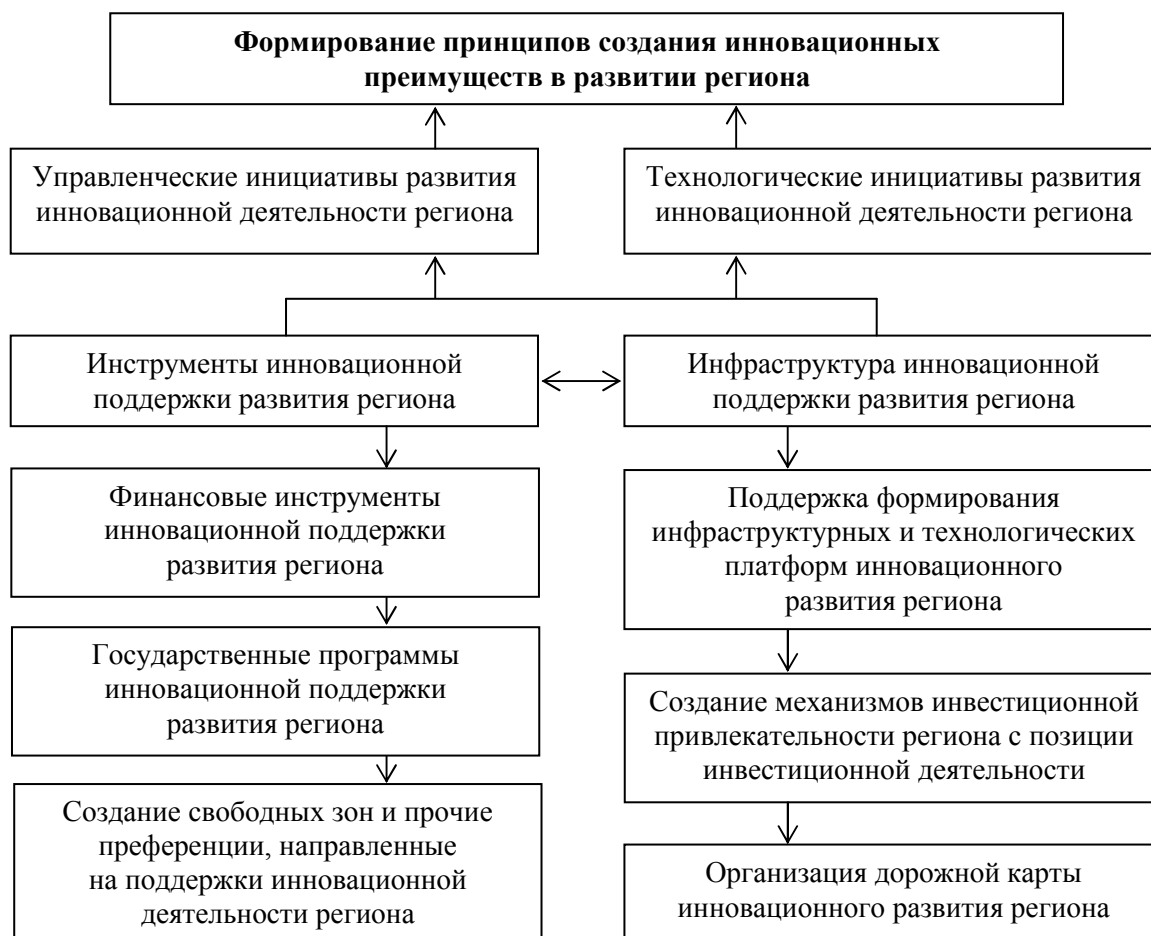 Формирование принципов создания инновационных
преимуществ в развитии региона
Управленческие инициативы развития
инновационной деятельности региона
Технологические инициативы развития
инновационной деятельности региона
Инструменты инновационной
поддержки развития региона
Инфраструктура инновационной
поддержки развития региона
Финансовые инструменты
инновационной поддержки
развития региона
Поддержка формирования
инфраструктурных и технологических
платформ инновационного
развития региона
Государственные программы
инновационной поддержки
развития региона
Создание механизмов инвестиционной
привлекательности региона с позиции
инвестиционной деятельности
Создание свободных зон и прочие
преференции, направленные
на поддержки инновационной
деятельности региона
Организация дорожной карты
инновационного развития региона